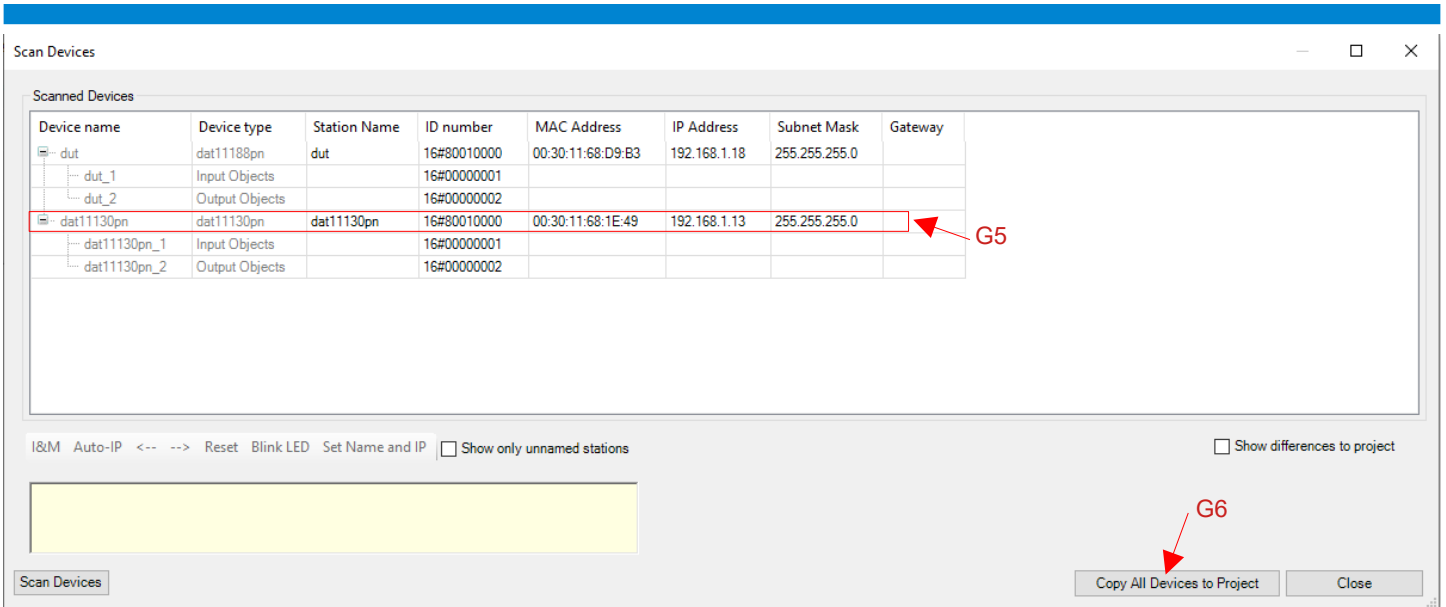 Scan Devices
Scanned Devices
Device name Device type Station Name ID number MAC Address IP Address Subnet Mask Gateway
dut dat11188pn dut 16#80010000 00:30:11:68:D9:B3 192.168.1.18 255.255.255.0
dut_1 Input Objects 16#00000001
dut_2 Output Objects 16#00000002
dat11130pn dat11130pn dat11130pn 16#80010000 00:30:11:68:1E:49 192.168.1.13 255.255.255.0
G5
dat11130pn_1 Input Objects 16#00000001
dat11130pn_2 Output Objects 16#00000002
I&M Auto-IP <-- --> Reset Blink LED Set Name and IP Show only unnamed stations Show differences to project
G6
Scan Devices Copy All Devices to Project Close